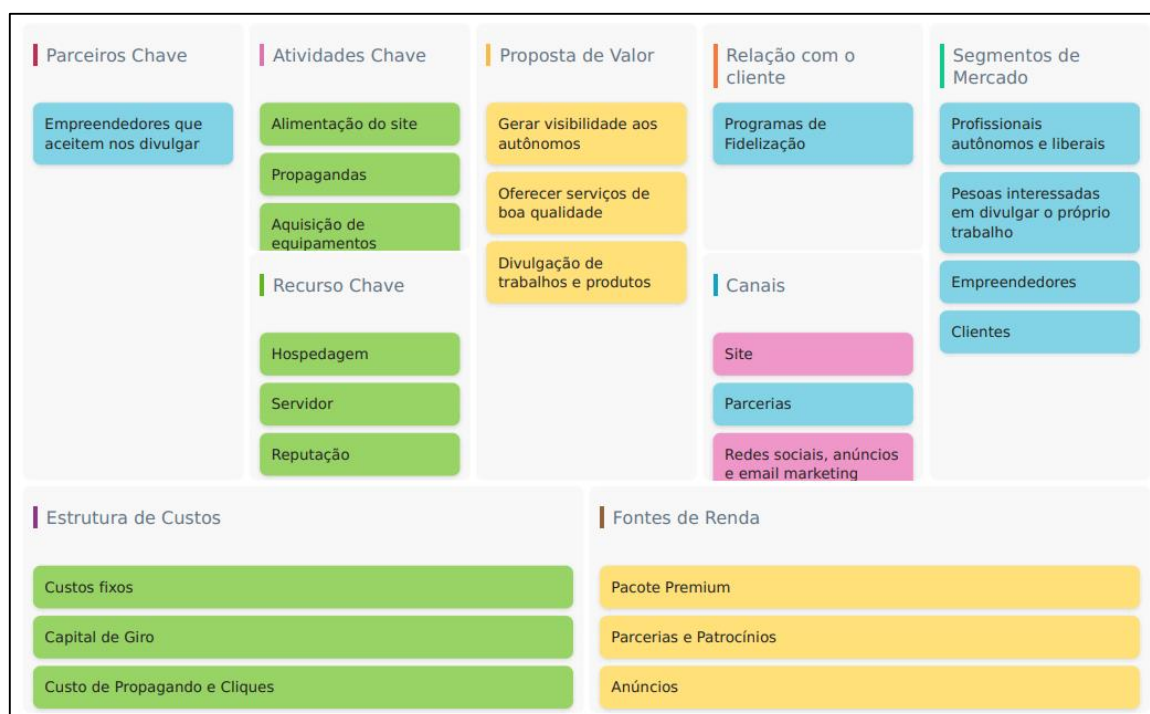 Parceiros Chave
Empreendedores que
aceitem nos divulgar
Atividades Chave
Alimentação do site
Propagandas
Aquisição de
equipamentos
Recurso Chave
Hospedagem
Servidor
Reputação
Proposta de Valor
Gerar visibilidade aos
autônomos
Oferecer serviços de
boa qualidade
Divulgação de
trabalhos e produtos
Relação com o
cliente
Programas de
Fidelização
Canais
Site
Parcerias
Redes sociais, anúncios
e email marketing
Segmentos de
Mercado
Profissionais
autônomos e liberais
Pesoas interessadas
em divulgar o próprio
trabalho
Empreendedores
Clientes
Estrutura de Custos
Custos fixos
Capital de Giro
Custo de Propagando e Cliques
Fontes de Renda
Pacote Premium
Parcerias e Patrocínios
Anúncios